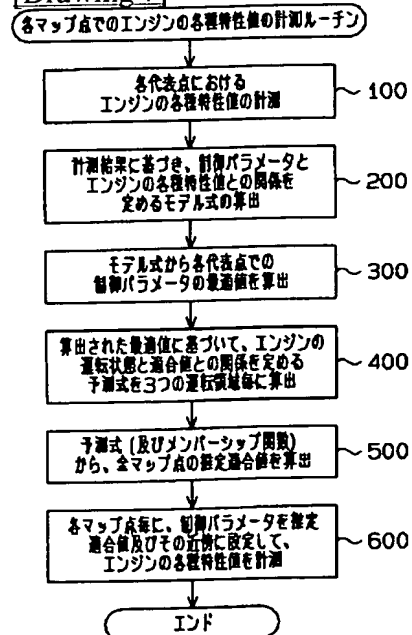 [Drawing
各マップ点でのエンジンの各種特性値の計測ルーチン
各代表点における
エンジンの各種特性値の計測
100
計測結果に基づき、制御パラメータと
エンジンの各種特性値との関係を
定めるモデル式の算出
200
モデル式から各代表点での
制御パラメータの最適値を算出
300
算出された最適値に基づいて、エンジンの
運転状態と適合値との関係を定める
予測式を3つの運転領域毎に算出
400
予測式(及びメンバーシップ関数)
から、全マップ点の推定適合値を算出
500
各マップ点毎に、制御パラメータを推定
適合値及びその近傍に設定して、
エンジンの各種特性値を計測
600
エンド